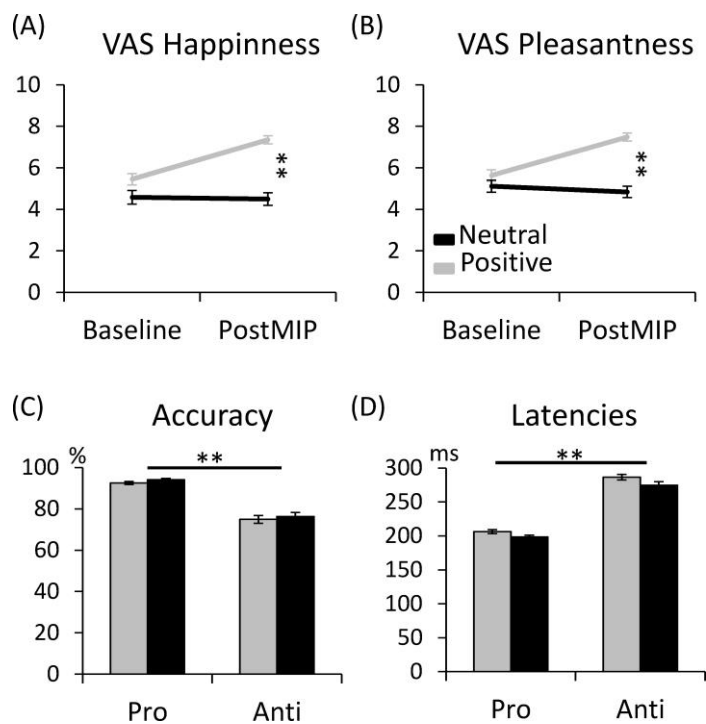 (A)
VAS Happinness
10
8
6
4
2
0
**
Baseline PostMIP
(B)
VAS Pleasantness
10
8
6
4
2
0
**
Neutral
Positive
Baseline PostMIP
(C)
Accuracy
%
100
80
60
40
20
0
**
Pro Anti
(D)
Latencies
ms
300
250
200
150
100
50
0
**
Pro Anti